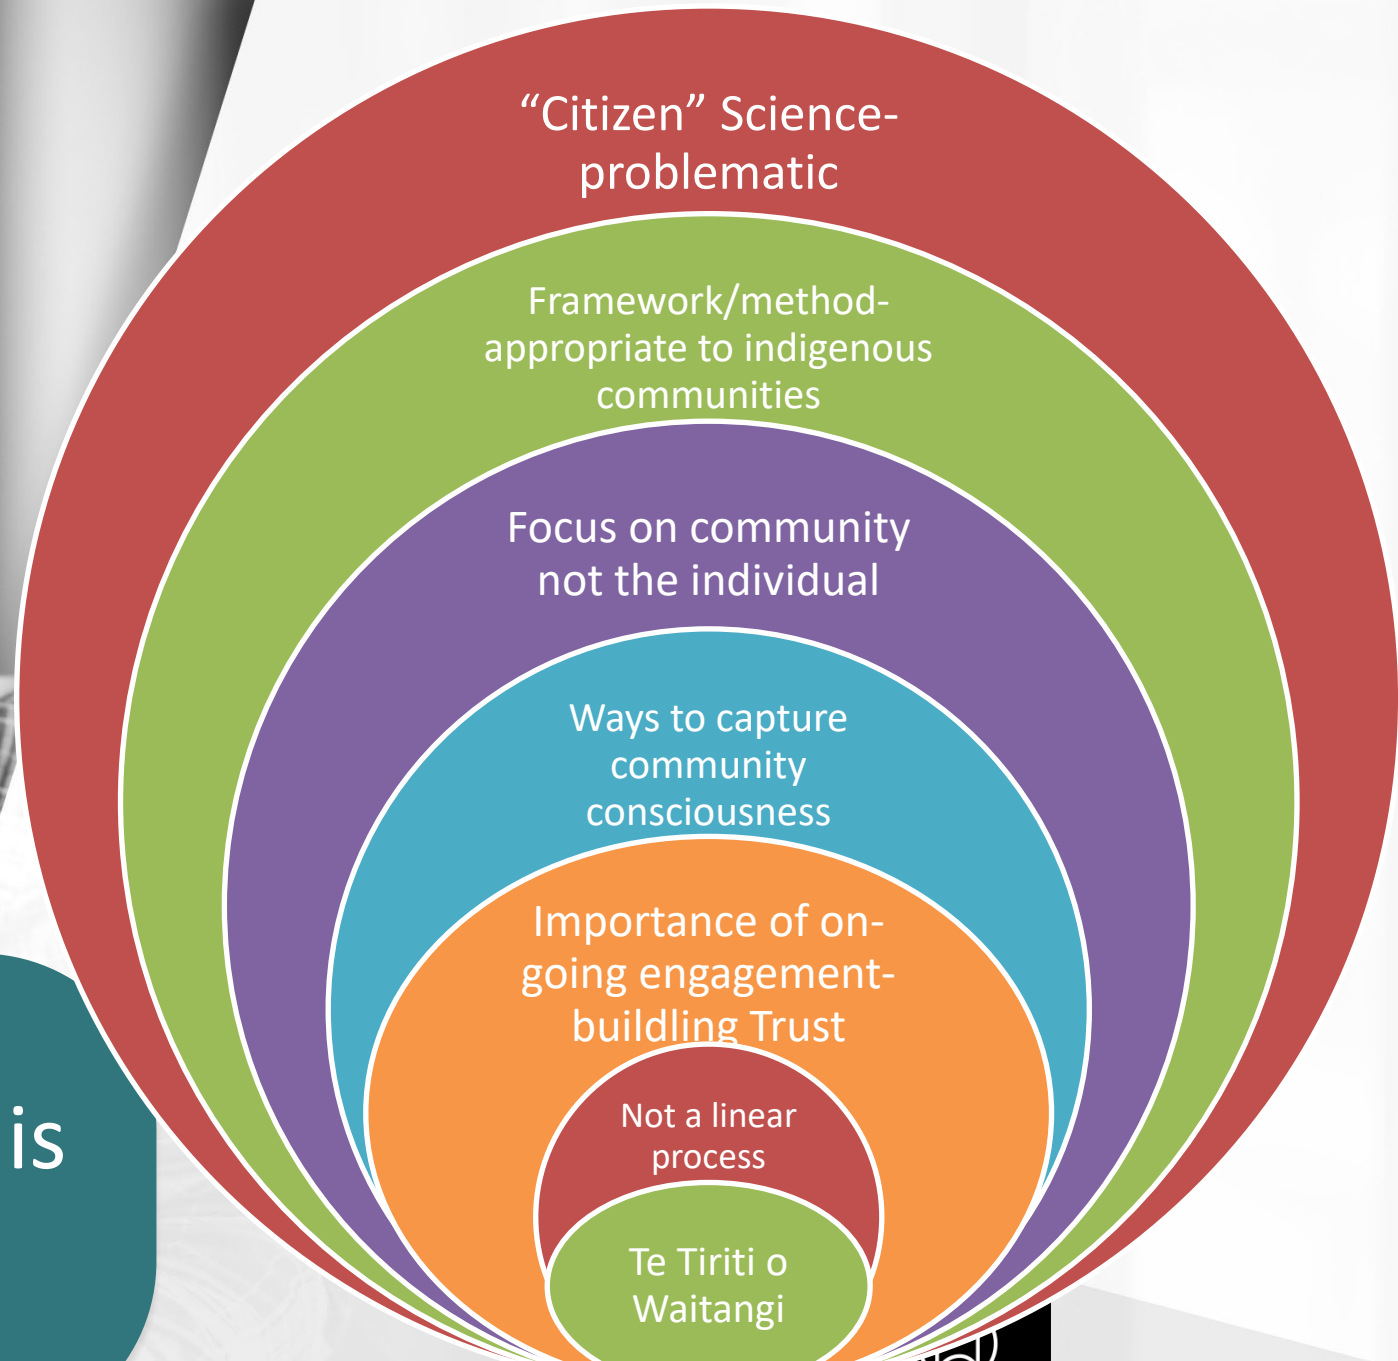 “Citizen” Science-
problematic
Framework/method-
appropriate to indigenous
communities
Focus on community
not the individual
Ways to capture
community
consciousness
Importance of on-
going engagement-
buildling Trust
Not a linear
process
Te Tiriti o
Waitangi
is